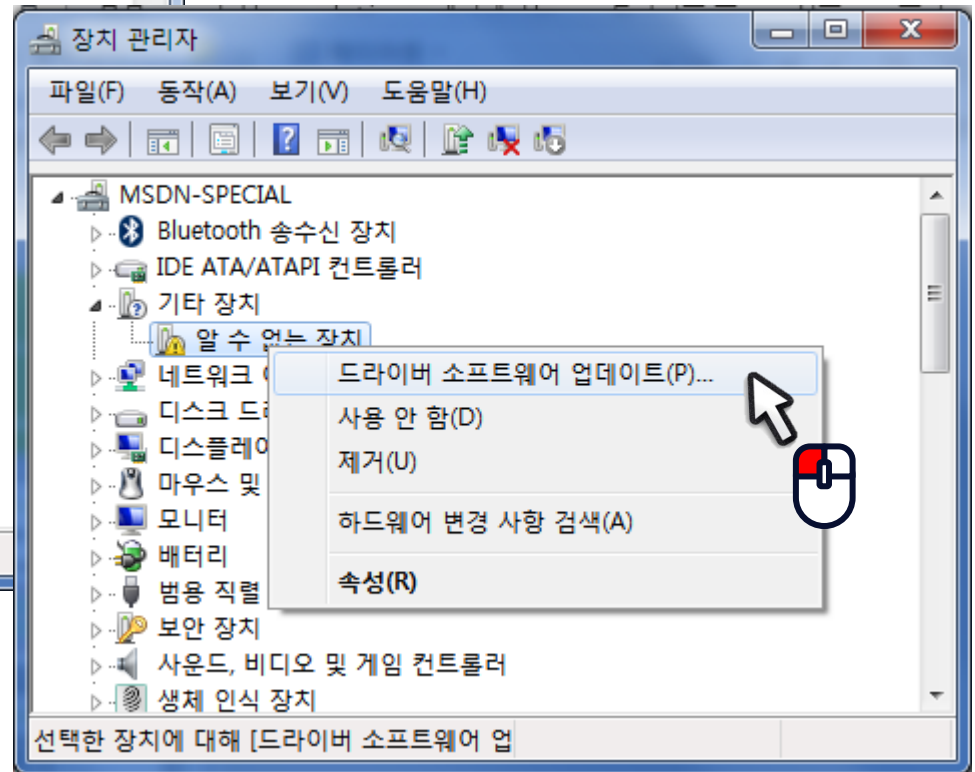 장치 관리자
파일(F) 동작(A) 보기(V) 도움말(H)
MSDN-SPECIAL
Bluetooth 송수신 장치
IDE ATA/ATAPI 컨트롤러
기타 장치
알 수 없는 장치
네트워크
디스크
디스플레이
마우스 및
모니터
배터리
범용 직렬
보안 장치
사운드, 비디오 및 게임 컨트롤러
생체 인식 장치
드라이버 소프트웨어 업데이트(P)...
사용 안 함(D)
제거(U)
하드웨어 변경 사항 검색(A)
속성(R)
선택한 장치에 대해 [드라이버 소프트웨어 업